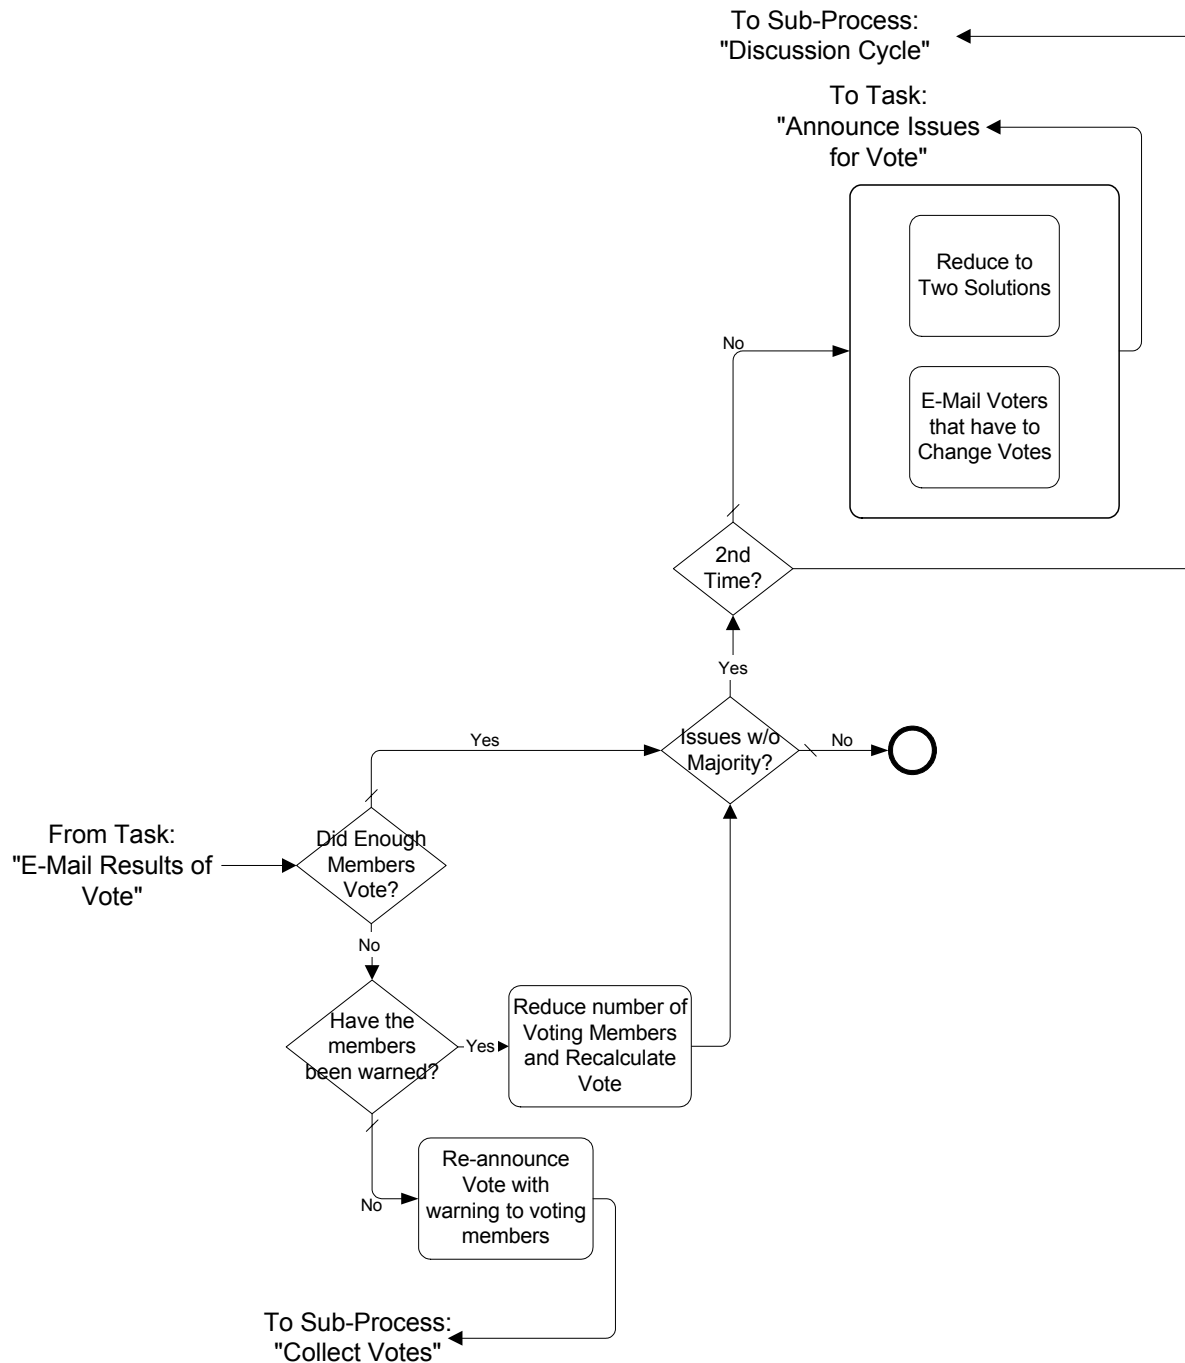 To Sub-Process:
"Discussion Cycle"
To Task:
"Announce Issues
for Vote"
Reduce to
Two Solutions
No
E-Mail Voters
that have to
Change Votes
2nd
Time?
Yes
Issues w/o
Majority?
No
Yes
From Task:
"E-Mail Results of
Vote"
Did Enough
Members
Vote?
No
Have the
members
been warned?
Yes
Reduce number of
Voting Members
and Recalculate
Vote
Re-announce
Vote with
warning to voting
members
No
To Sub-Process:
"Collect Votes"